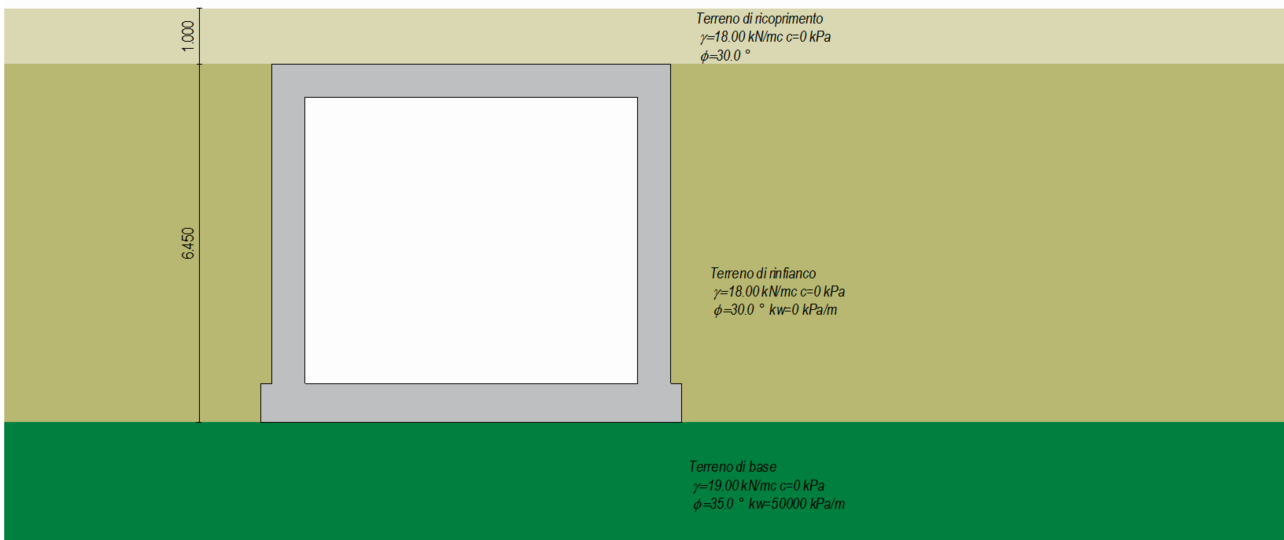 Terreno di ricoprimento
γ=18.00 kN/mc c=0 kPa
ϕ=30.0 °
1.000
6.450
Terreno di rinfianco
γ=18.00 kN/mc c=0 kPa
ϕ=30.0 ° kw=0 kPa/m
Terreno di base
γ=19.00 kN/mc c=0 kPa
ϕ=35.0 ° kw=50000 kPa/m